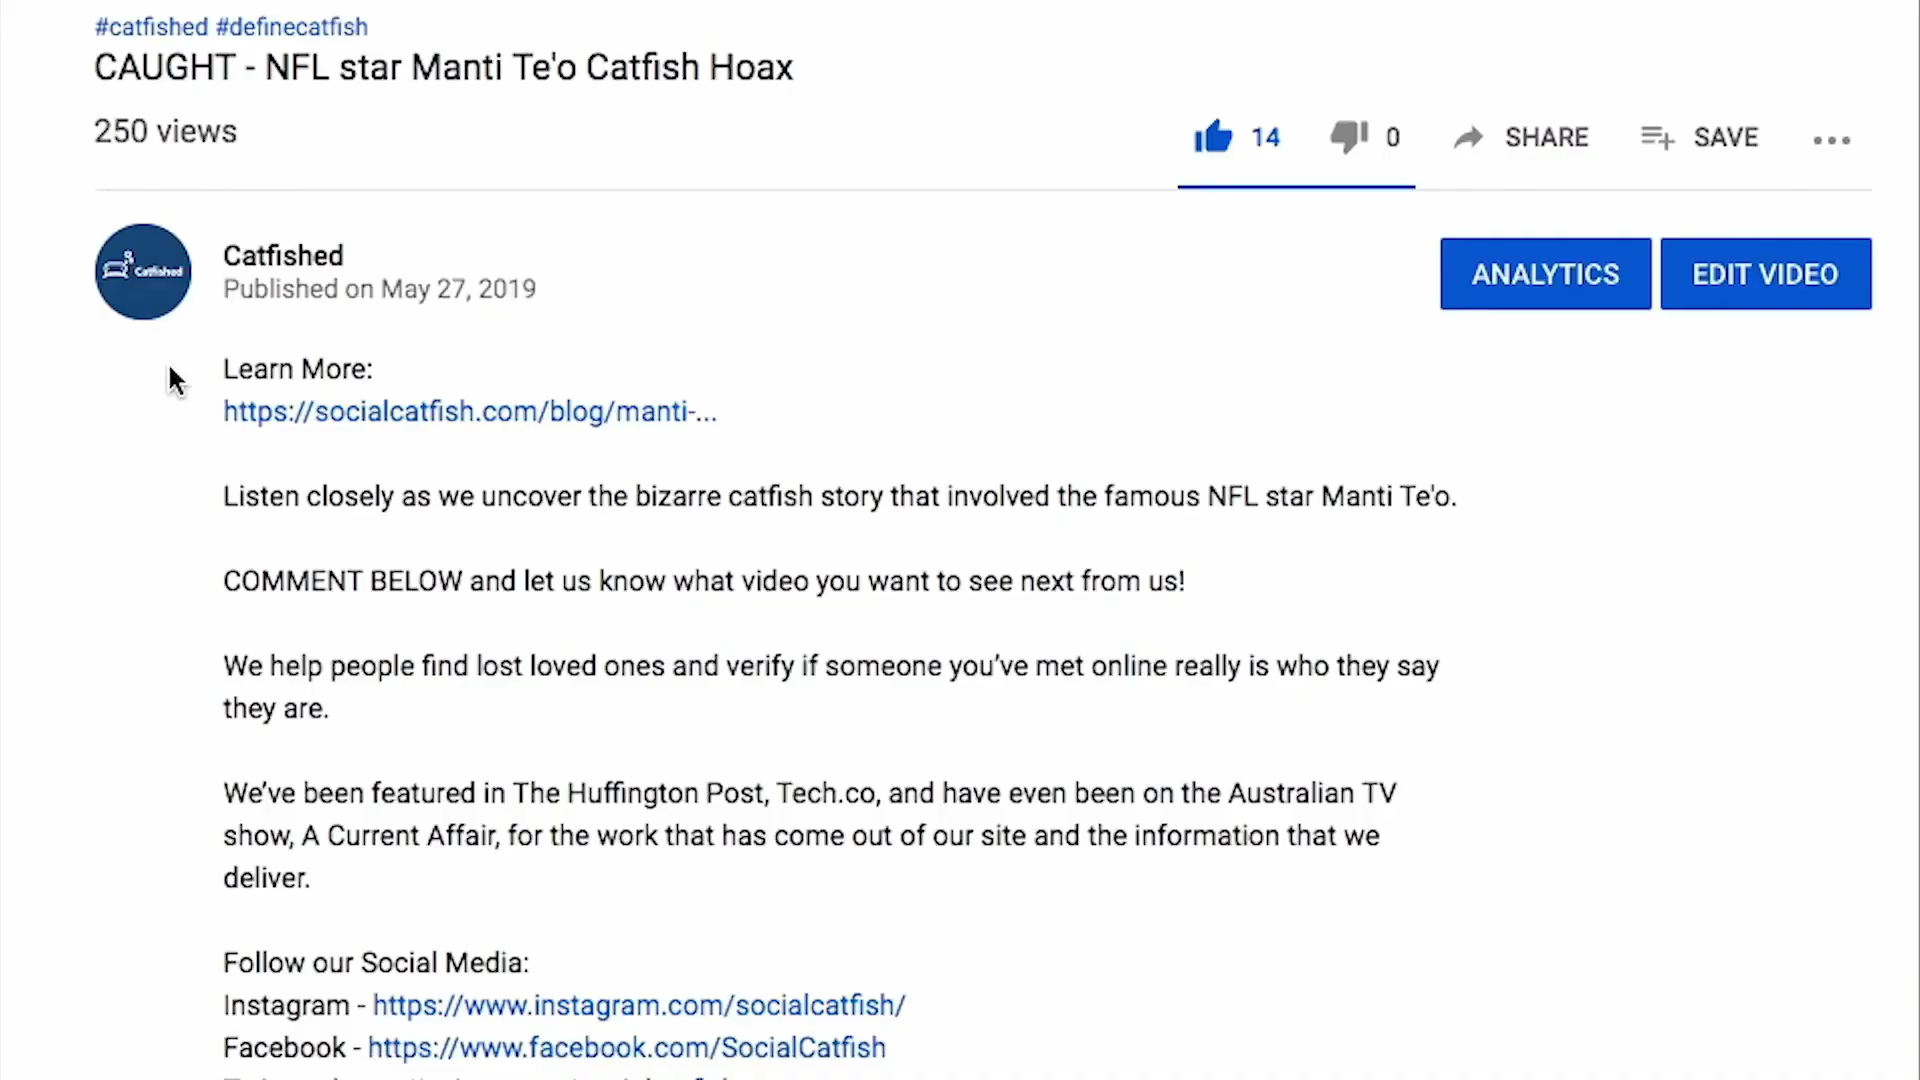 #catfished #definecatfish
CAUGHT - NFL star Manti Te'o Catfish Hoax
250 views
14
0
SHARE
SAVE
Catfished
Catfished
Published on May 27, 2019
ANALYTICS
EDIT VIDEO
Learn More:
https://socialcatfish.com/blog/manti-...
Listen closely as we uncover the bizarre catfish story that involved the famous NFL star Manti Te'o.
COMMENT BELOW and let us know what video you want to see next from us!
We help people find lost loved ones and verify if someone you’ve met online really is who they say
they are.
We’ve been featured in The Huffington Post, Tech.co, and have even been on the Australian TV
show, A Current Affair, for the work that has come out of our site and the information that we
deliver.
Follow our Social Media:
Instagram - https://www.instagram.com/socialcatfish/
Facebook - https://www.facebook.com/SocialCatfish